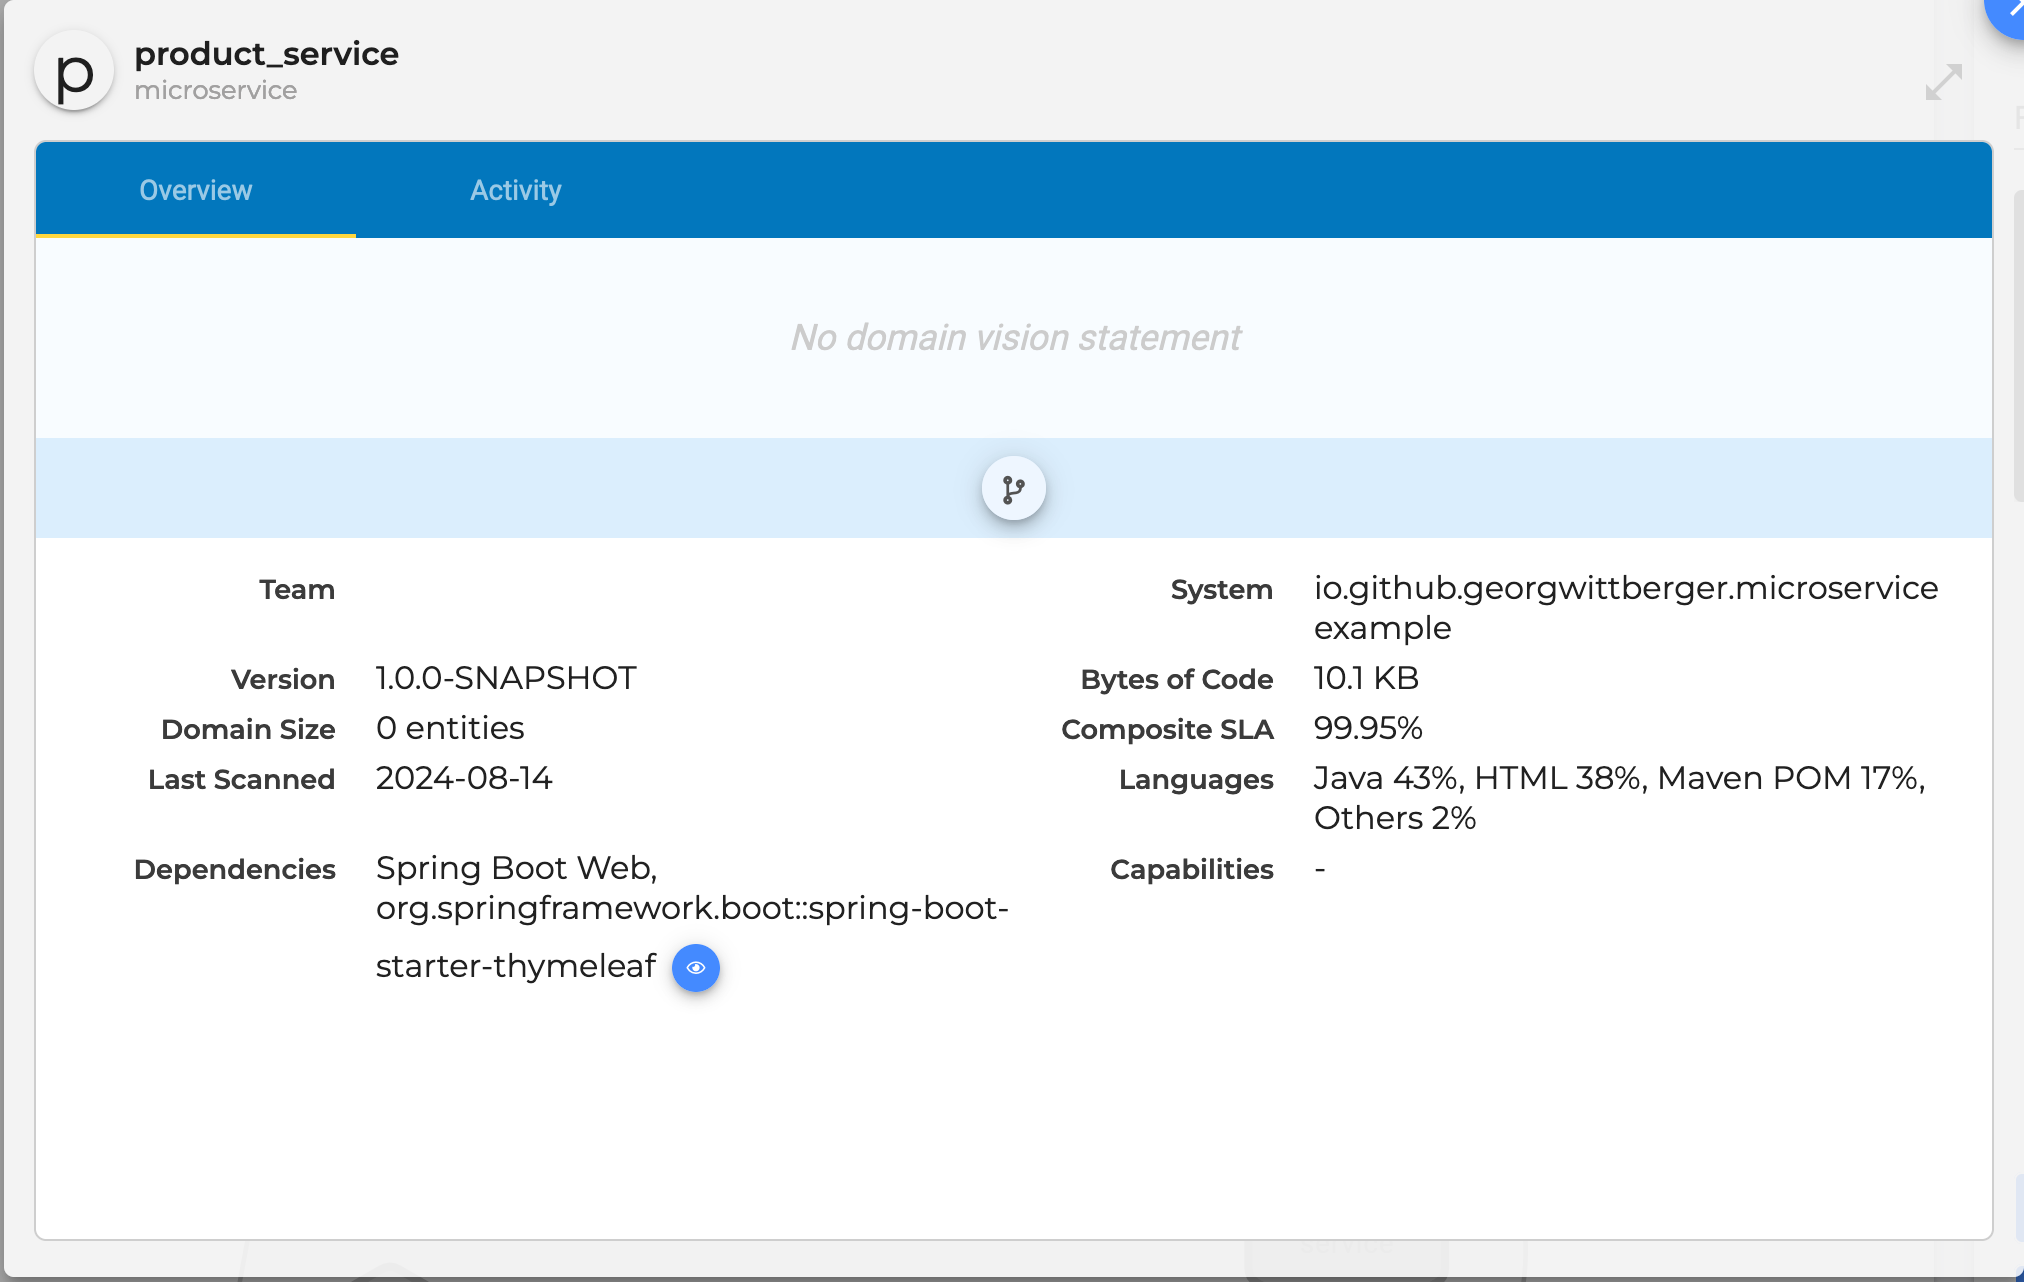 p
product_service
microservice
Overview
Activity
No domain vision statement
Team
System
io.github.georgwittberger.microservice
example
Version
1.0.0-SNAPSHOT
Bytes of Code
10.1 KB
Domain Size
0 entities
Composite SLA
99.95%
Last Scanned
2024-08-14
Languages
Java 43%, HTML 38%, Maven POM 17%,
Others 2%
Dependencies
Spring Boot Web,
org.springframework.boot::spring-boot-
starter-thymeleaf
Capabilities
-
service